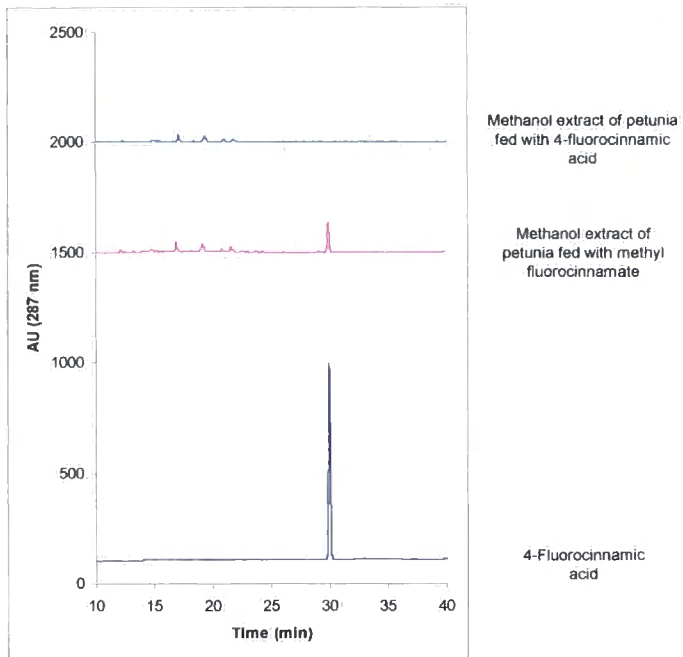 2500
2000
1500
1000
500
0
AU (287 nm)
10 15 20 25 30 35 40
Time (min)
Methanol extract of petunia
fed with 4-fluorocinnamic
acid
Methanol extract of
petunia fed with methyl
fluorocinnamate
4-Fluorocinnamic
acid